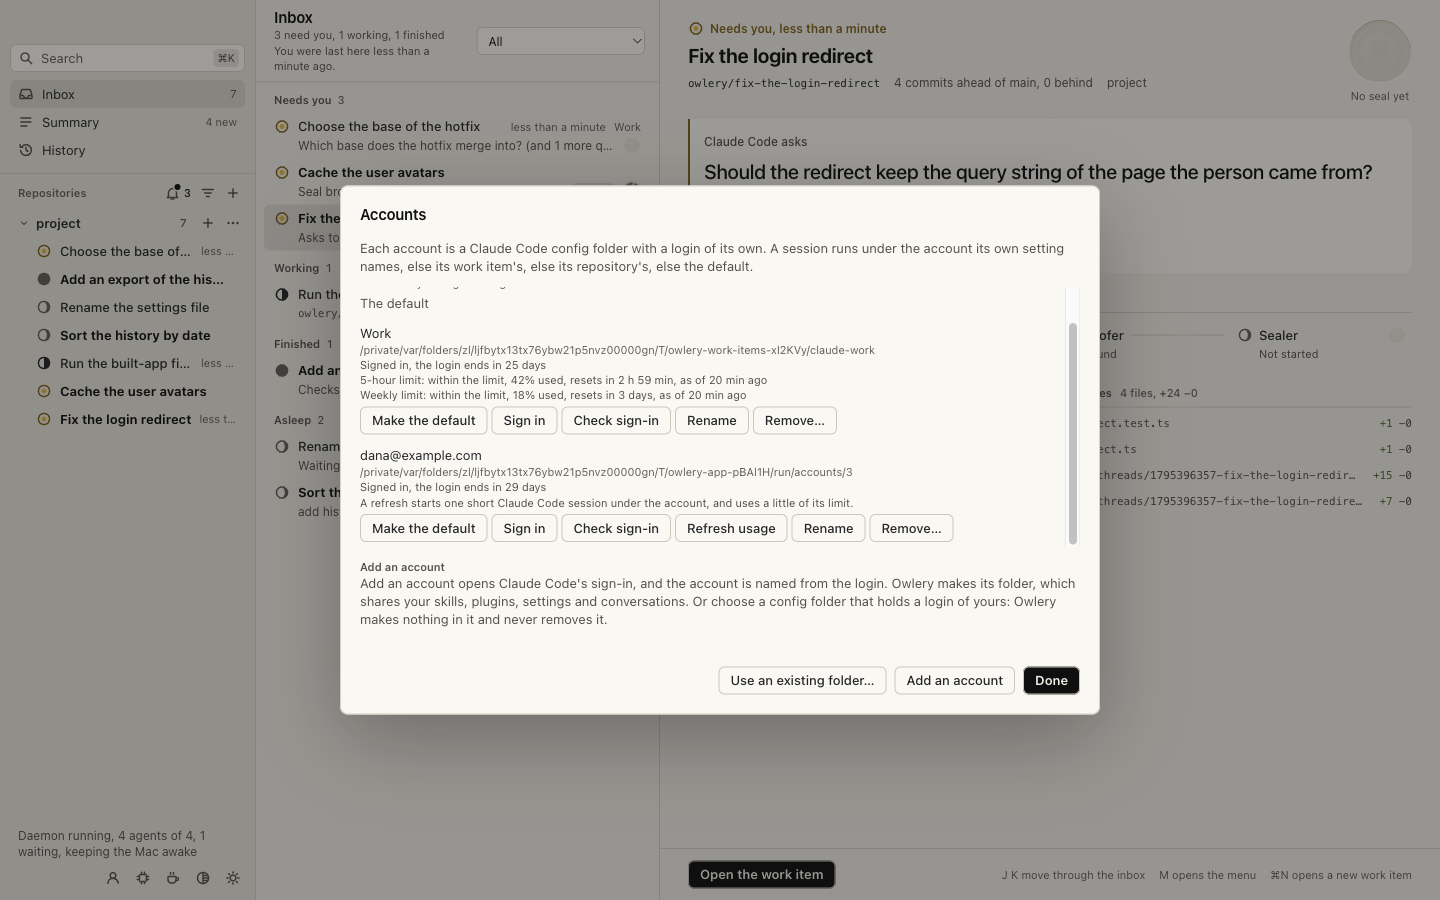 Search
⌘K
Inbox
7
Summary
4 new
History
Repositories
3
project
7
Choose the base of...
less ...
Add an export of the his...
Rename the settings file
Sort the history by date
Run the built-app fi...
less ...
Cache the user avatars
Fix the login redirect
less t...
Daemon running, 4 agents of 4, 1
waiting, keeping the Mac awake
Inbox
3 need you, 1 working, 1 finished
You were last here less than a
minute ago.
All
Needs you 3
Choose the base of the hotfix
less than a minute
Work
Which base does the hotfix merge into? (and 1 more q...
Cache the user avatars
Seal bro
Fix the
Asks to
Working 1
Run the
owlery/
Finished 1
Add an
Checks
Asleep 2
Renam
Waiting
Sort th
add his
Needs you, less than a minute
Fix the login redirect
owlery/fix-the-login-redirect
4 commits ahead of main, 0 behind
project
No seal yet
Claude Code asks
Should the redirect keep the query string of the page the person came from?
ofer
Sealer
und
Not started
es 4 files, +24 −0
ect.test.ts
+1 −0
ect.ts
+1 −0
threads/1795396357-fix-the-login-redir…
+15 −0
threads/1795396357-fix-the-login-redire…
+7 −0
Open the work item
J K move through the inbox
M opens the menu
⌘N opens a new work item
Accounts
Each account is a Claude Code config folder with a login of its own. A session runs under the account its own setting
names, else its work item's, else its repository's, else the default.
The default
Work
/private/var/folders/zl/ljfbytx13tx76ybw21p5nvz00000gn/T/owlery-work-items-xI2KVy/claude-work
Signed in, the login ends in 25 days
5-hour limit: within the limit, 42% used, resets in 2 h 59 min, as of 20 min ago
Weekly limit: within the limit, 18% used, resets in 3 days, as of 20 min ago
Make the default
Sign in
Check sign-in
Rename
Remove...
dana@example.com
/private/var/folders/zl/ljfbytx13tx76ybw21p5nvz00000gn/T/owlery-app-pBAI1H/run/accounts/3
Signed in, the login ends in 29 days
A refresh starts one short Claude Code session under the account, and uses a little of its limit.
Make the default
Sign in
Check sign-in
Refresh usage
Rename
Remove...
Add an account
Add an account opens Claude Code's sign-in, and the account is named from the login. Owlery makes its folder, which
shares your skills, plugins, settings and conversations. Or choose a config folder that holds a login of yours: Owlery
makes nothing in it and never removes it.
Use an existing folder...
Add an account
Done